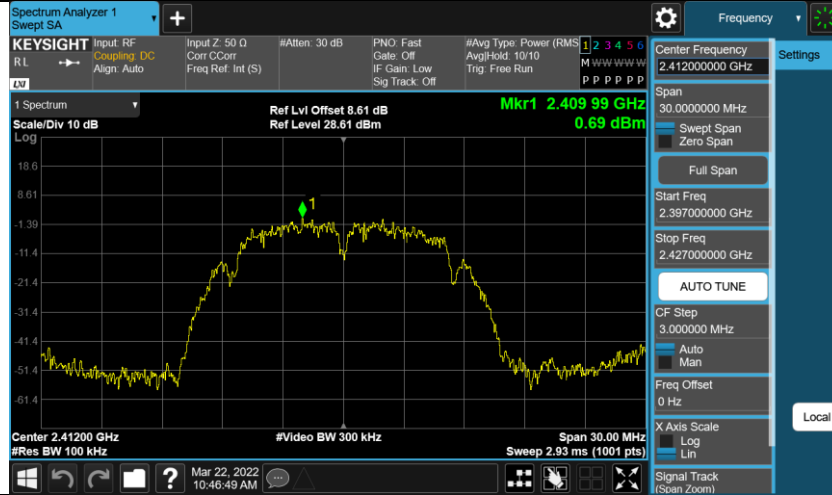 Spectrum Analyzer 1
Swept SA
+
Frequency
KEYSIGHT
RL
LXI
Input: RF
Coupling: DC
Align: Auto
Input Z: 50 Ω
Corr CCorr
Freq Ref: Int (S)
#Atten: 30 dB
PNO: Fast
Gate: Off
IF Gain: Low
Sig Track: Off
#Avg Type: Power (RMS
Avg|Hold: 10/10
Trig: Free Run
1 2 3 4 5 6
M W W W W W
P P P P P P
1 Spectrum
Scale/Div 10 dB
Log
Ref Lvl Offset 8.61 dB
Ref Level 28.61 dBm
Mkr1 2.409 99 GHz
0.69 dBm
18.6
8.61
-1.39
-11.4
-21.4
-31.4
-41.4
-51.4
-61.4
1
Center 2.41200 GHz
#Res BW 100 kHz
#Video BW 300 kHz
Span 30.00 MHz
Sweep 2.93 ms (1001 pts)
?
Mar 22, 2022
10:46:49 AM
Center Frequency
2.412000000 GHz
Settings
Span
30.0000000 MHz
Swept Span
Zero Span
Full Span
Start Freq
2.397000000 GHz
Stop Freq
2.427000000 GHz
AUTO TUNE
CF Step
3.000000 MHz
Auto
Man
Freq Offset
0 Hz
Local
X Axis Scale
Log
Lin
Signal Track
(Span Zoom)